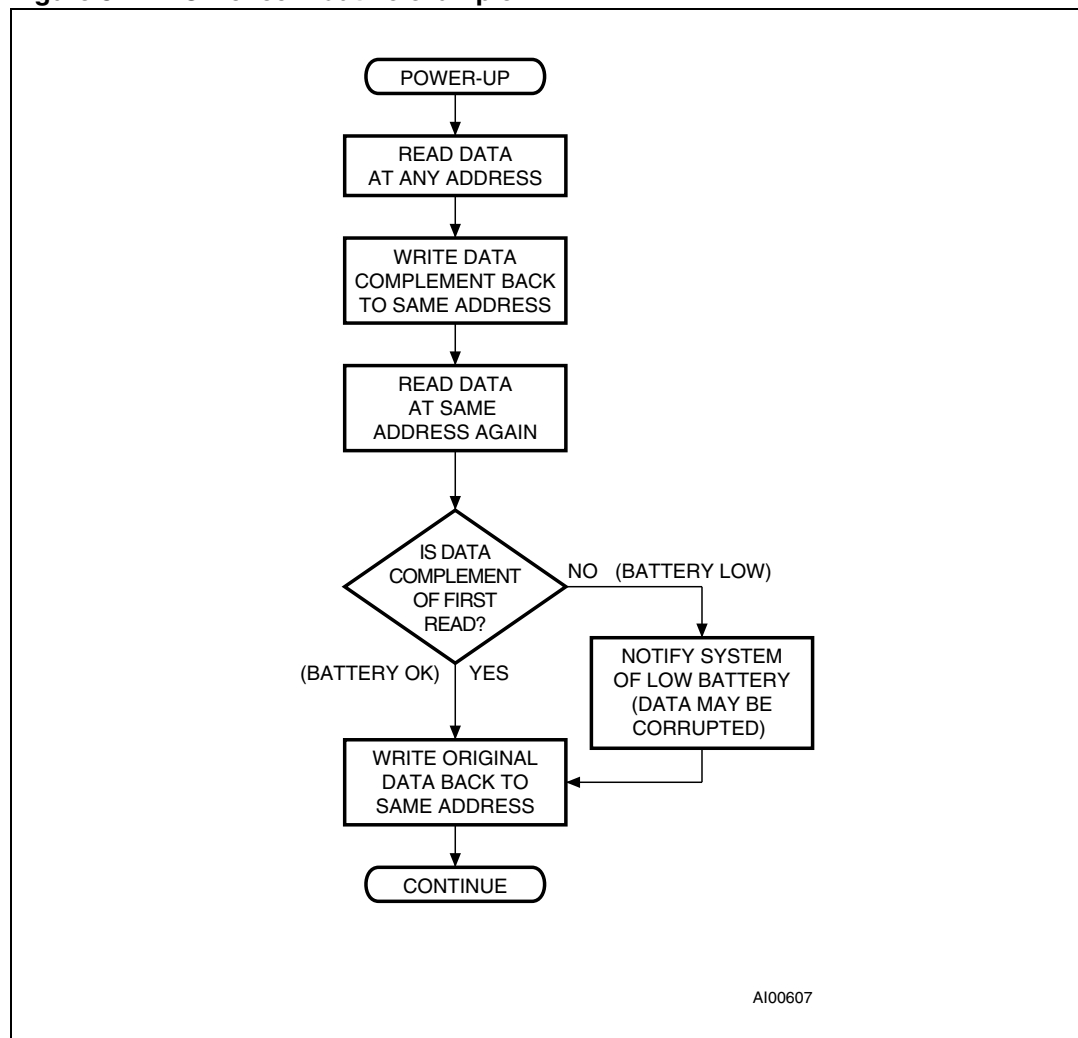 POWER-UP
READ DATA
AT ANY ADDRESS
WRITE DATA
COMPLEMENT BACK
TO SAME ADDRESS
READ DATA
AT SAME
ADDRESS AGAIN
IS DATA
COMPLEMENT
OF FIRST
READ?
NO (BATTERY LOW)
NOTIFY SYSTEM
OF LOW BATTERY
(DATA MAY BE
CORRUPTED)
(BATTERY OK) YES
WRITE ORIGINAL
DATA BACK TO
SAME ADDRESS
CONTINUE
AI00607